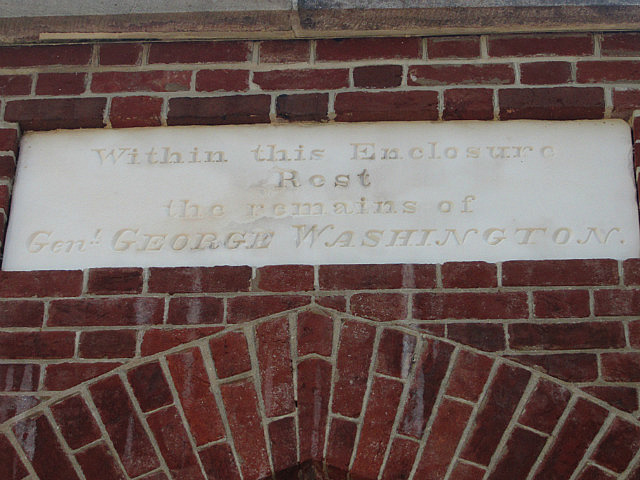 Within this Enclosure
Rest
the remains of
Genl. GEORGE WASHINGTON.